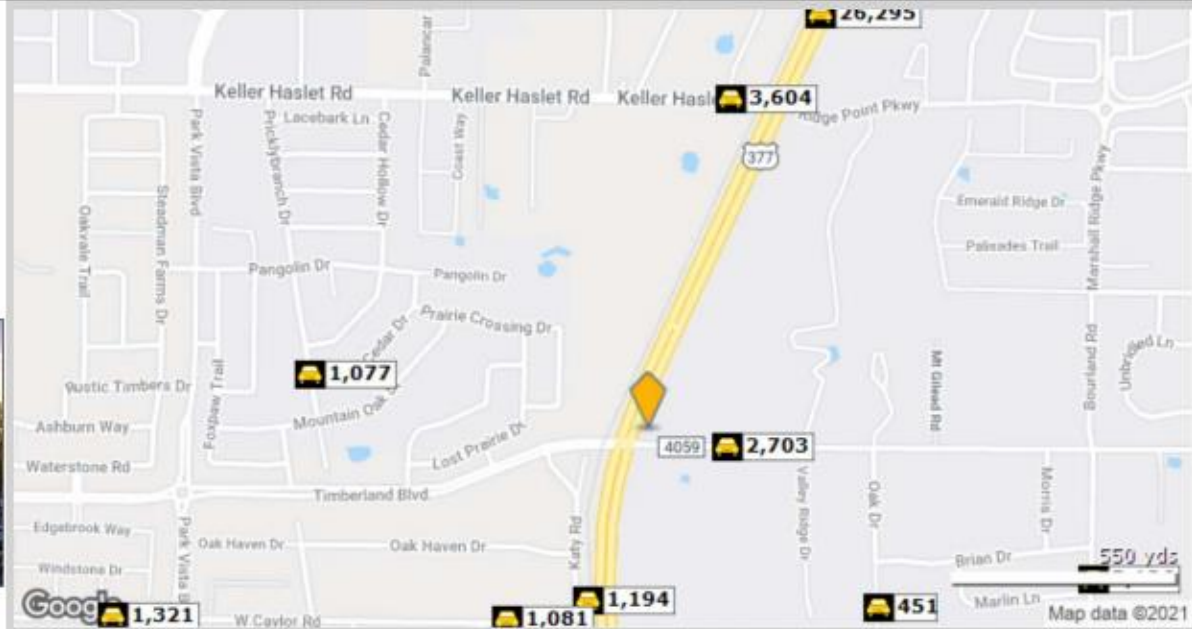 26,295
Keller Haslet Rd
Keller Haslet Rd
Keller Hasl
3,604
Ridge Point Pkwy
Palancar
Lacebark Ln
Park Vista Blvd
Pricklybranch Dr
Cedar Hollow Dr
Coast Way
377
Steadman Farms Dr
Oakvale Trail
Emerald Ridge Dr
Palisades Trail
Marshall Ridge Pkwy
Pangolin Dr
Pangolin Dr
Prairie Crossing Dr
Cedar Dr
1,077
Rustic Timbers Dr
Foxpaw Trail
Mountain Oak
Mt Gilead Rd
Bourland Rd
Unbridled Ln
Ashburn Way
Lost Prairie Dr
4059
2,703
Waterstone Rd
Timberland Blvd
Valley Ridge Dr
Oak Dr
Morris Dr
Edgebrook Way
Park Vista B
Oak Haven Dr
Oak Haven Dr
Katy Rd
Brian Dr
550 yds
Windstone Dr
1,194
451
Marlin Ln
Google
1,321
W Caylor Rd
1,081
Map data ©2021